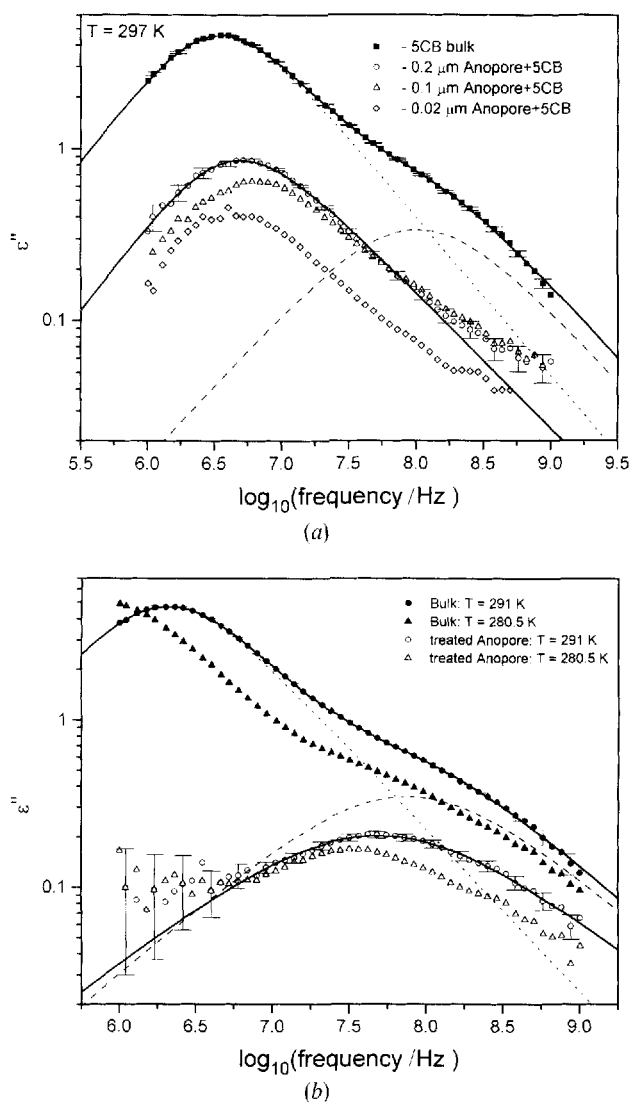 T = 297 K
- 5CB bulk
- 0.2 μm Anopore+5CB
- 0.1 μm Anopore+5CB
- 0.02 μm Anopore+5CB
1
0.1
ε''
5.5 6.0 6.5 7.0 7.5 8.0 8.5 9.0 9.5
log10(frequency /Hz )
(a)
Bulk: T = 291 K
Bulk: T = 280.5 K
treated Anopore: T = 291 K
treated Anopore: T = 280.5 K
1
0.1
ε''
6.0 6.5 7.0 7.5 8.0 8.5 9.0
log10(frequency /Hz )
(b)